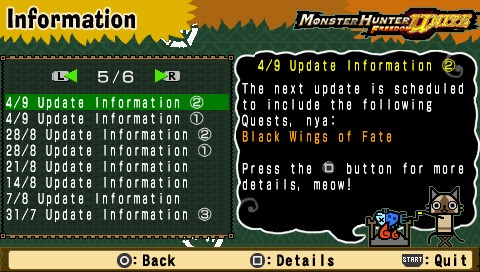 Information
MONSTER HUNTER
FREEDOM UNITE
L 5/6 R
4/9 Update Information ②
4/9 Update Information ①
28/8 Update Information ②
28/8 Update Information ①
21/8 Update Information
14/8 Update Information
7/8 Update Information
31/7 Update Information ③
4/9 Update Information ②
The next update is scheduled
to include the following
Quests, nya:
Black Wings of Fate
Press the □ button for more
details, meow!
○: Back
□: Details
START: Quit